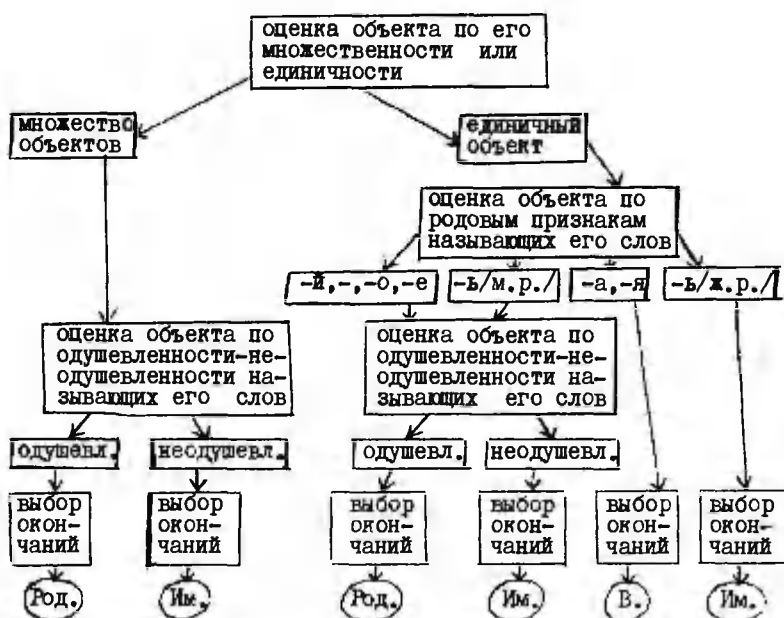 оценка объекта по его
множественности или
единичности
множество
объектов
единичный
объект
оценка объекта по
родовым признакам
называющих его слов
-й,-,-о,-е
-ь/м.р./
-а,-я
-ь/ж.р./
оценка объекта по
одушевленности-не-
одушевленности на-
зывающих его слов
оценка объекта по
одушевленности-не-
одушевленности на-
зывающих его слов
одушевл.
неодушевл.
одушевл.
неодушевл.
выбор
окон-
чаний
выбор
окон-
чаний
выбор
окон-
чаний
выбор
окон-
чаний
выбор
окон-
чаний
выбор
окон-
чаний
Род.
Им.
Род.
Им.
В.
Им.